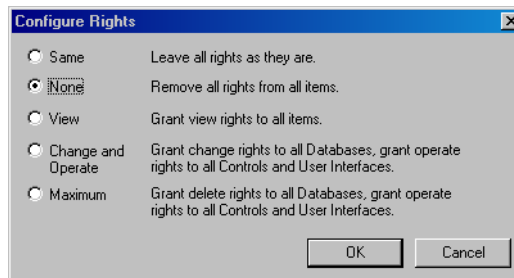 Configure Rights
Same Leave all rights as they are.
None Remove all rights from all items.
View Grant view rights to all items.
Change and Grant change rights to all Databases, grant operate
Operate rights to all Controls and User Interfaces.
Maximum Grant delete rights to all Databases, grant operate
rights to all Controls and User Interfaces.
OK Cancel